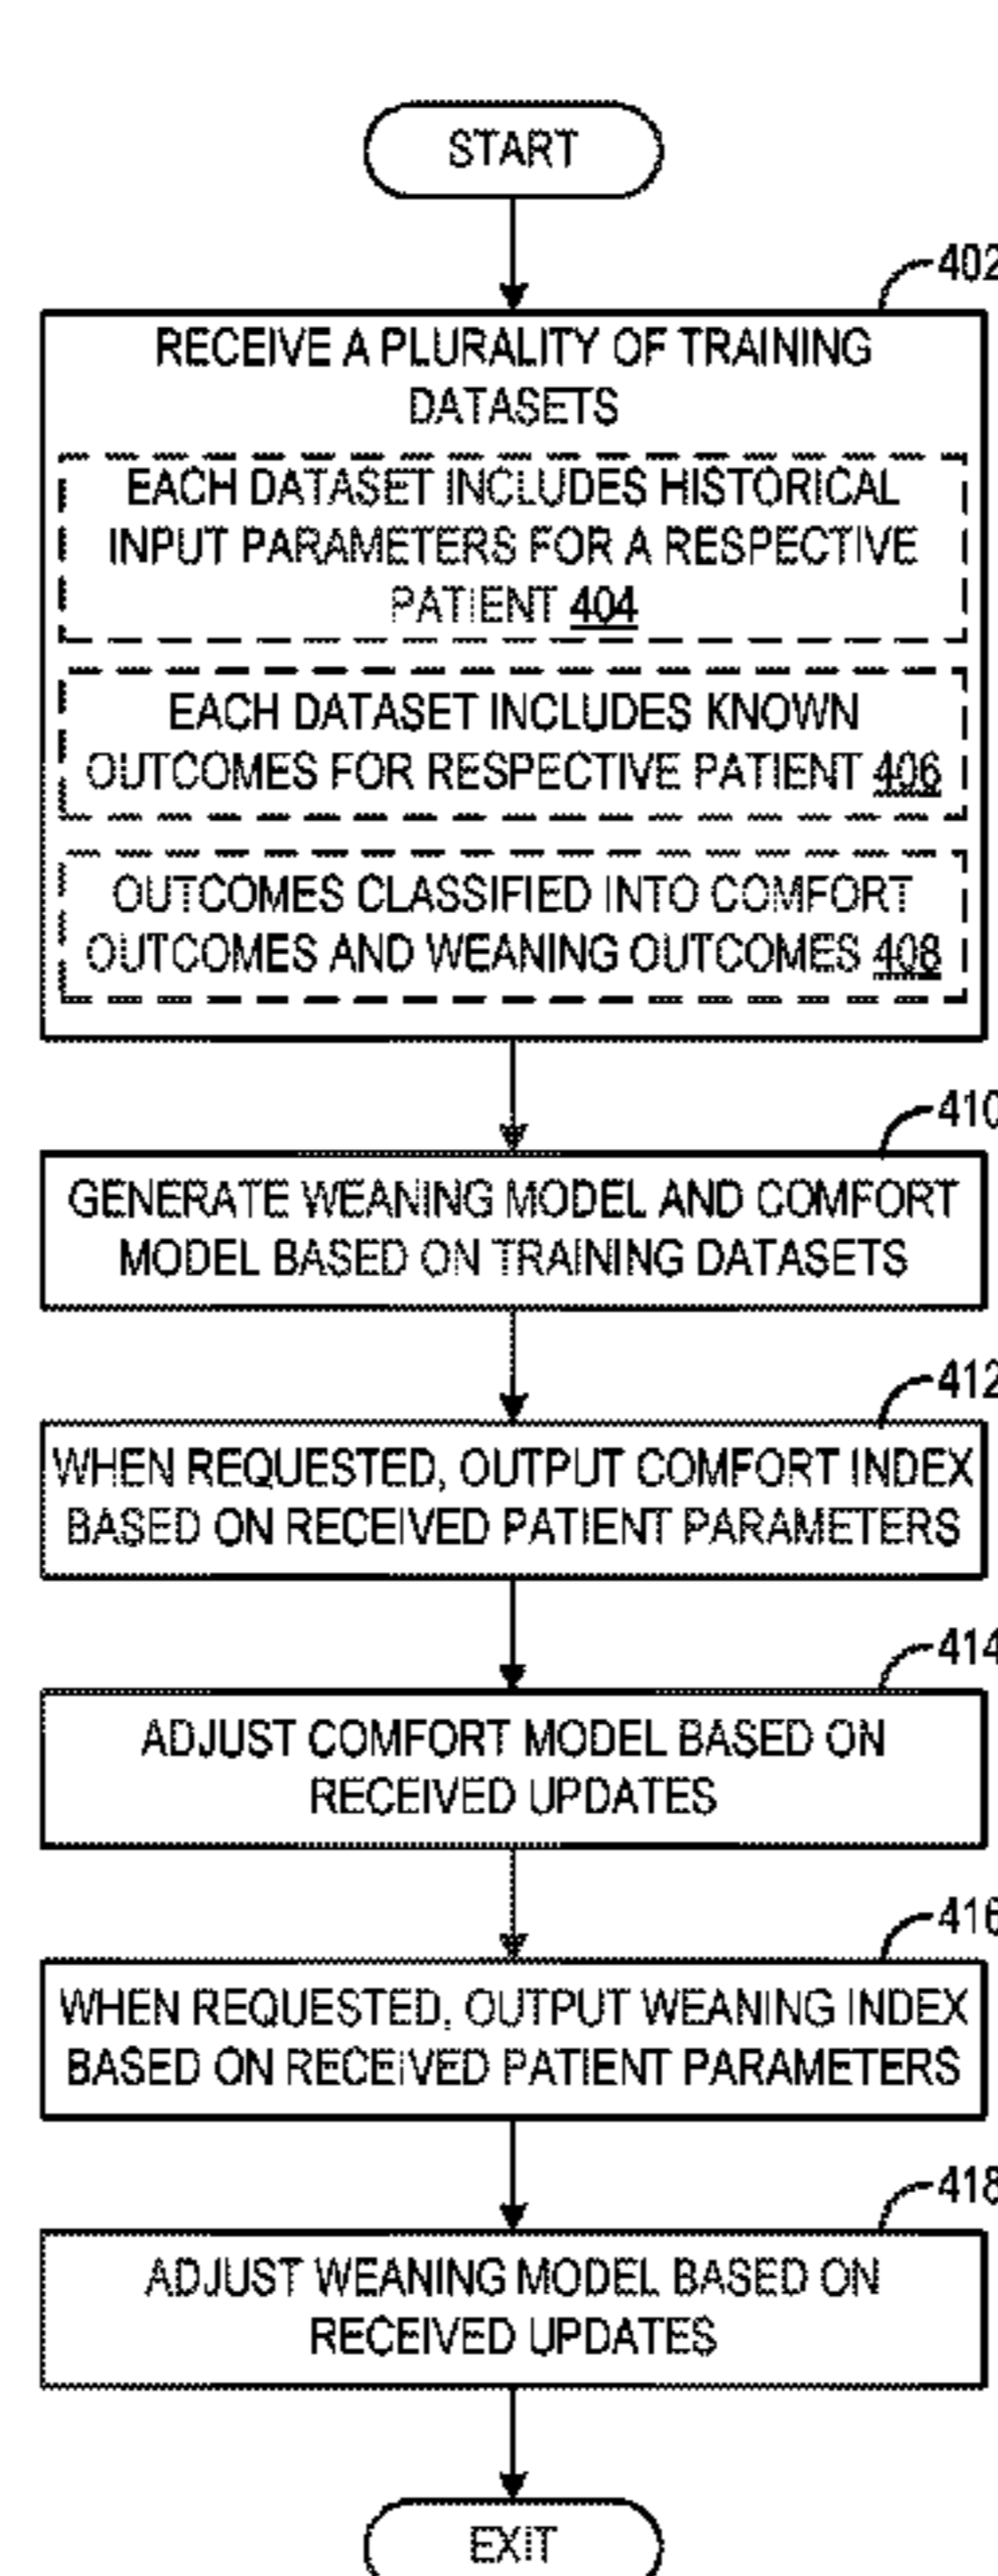 START
402
RECEIVE A PLURALITY OF TRAINING
DATASETS
EACH DATASET INCLUDES HISTORICAL
INPUT PARAMETERS FOR A RESPECTIVE
PATIENT 404
EACH DATASET INCLUDES KNOWN
OUTCOMES FOR RESPECTIVE PATIENT 406
OUTCOMES CLASSIFIED INTO COMFORT
OUTCOMES AND WEANING OUTCOMES 408
410
GENERATE WEANING MODEL AND COMFORT
MODEL BASED ON TRAINING DATASETS
412
WHEN REQUESTED, OUTPUT COMFORT INDEX
BASED ON RECEIVED PATIENT PARAMETERS
414
ADJUST COMFORT MODEL BASED ON
RECEIVED UPDATES
416
WHEN REQUESTED, OUTPUT WEANING INDEX
BASED ON RECEIVED PATIENT PARAMETERS
418
ADJUST WEANING MODEL BASED ON
RECEIVED UPDATES
EXIT